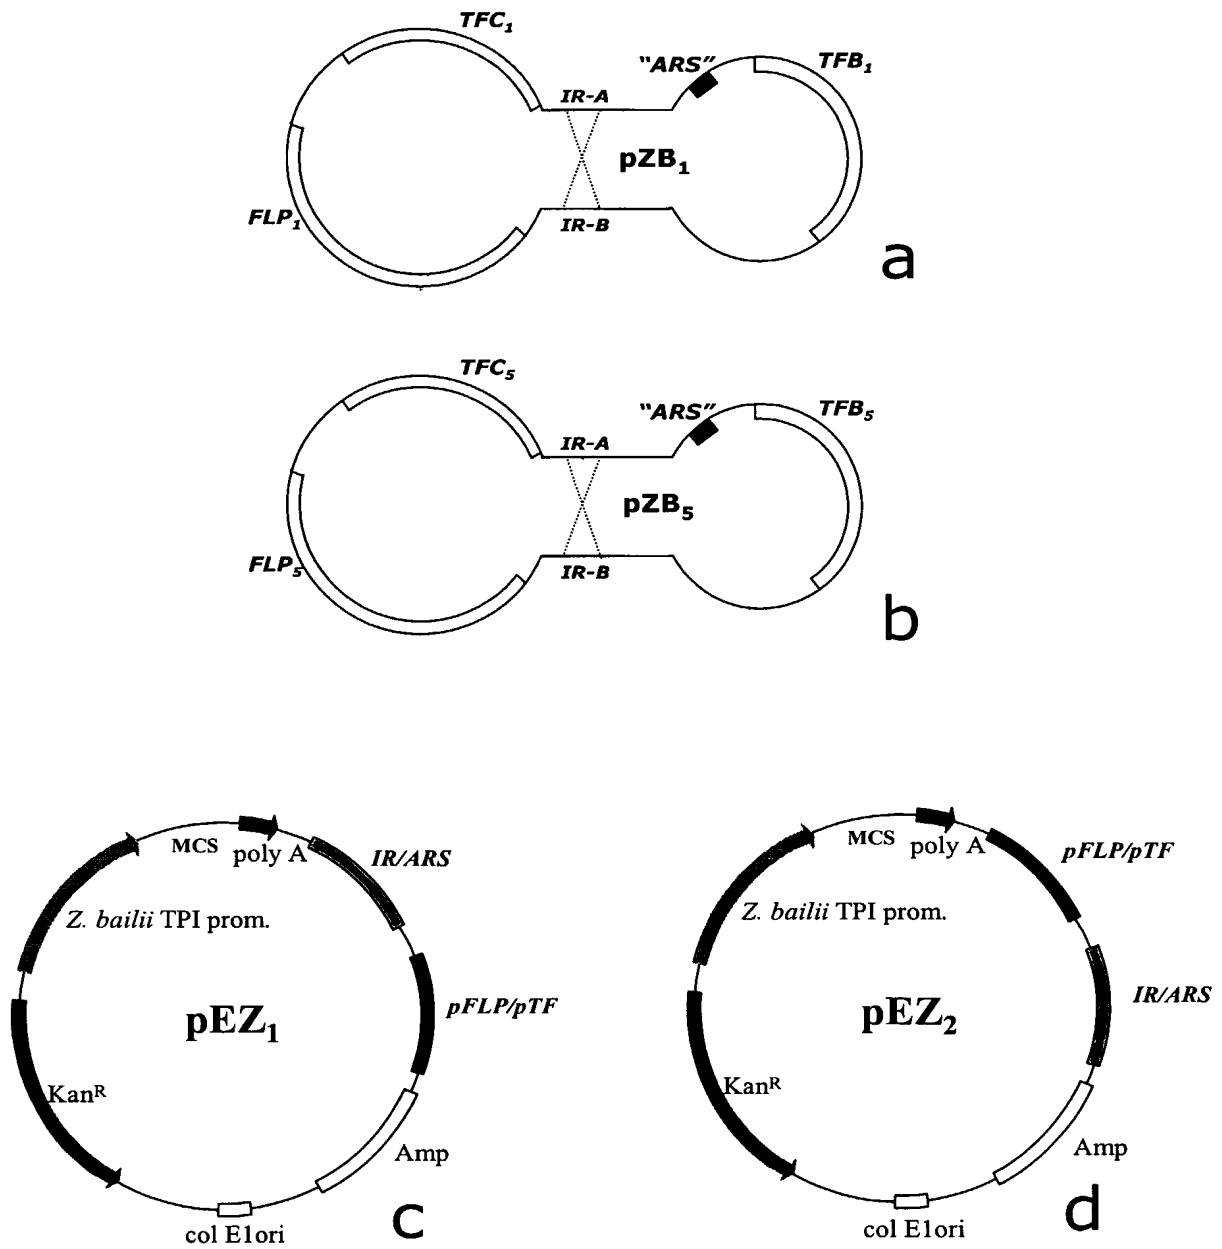 TFC₁
"ARS"
TFB₁
IR-A
pZB₁
FLP₁
IR-B
a
TFC₅
"ARS"
TFB₅
IR-A
pZB₅
FLP₅
IR-B
b
MCS
poly A
IR/ARS
Z. bailii TPI prom.
pEZ₁
pFLP/pTF
Kanᴿ
Amp
col E1ori
c
MCS
poly A
pFLP/pTF
Z. bailii TPI prom.
pEZ₂
IR/ARS
Kanᴿ
Amp
col E1ori
d